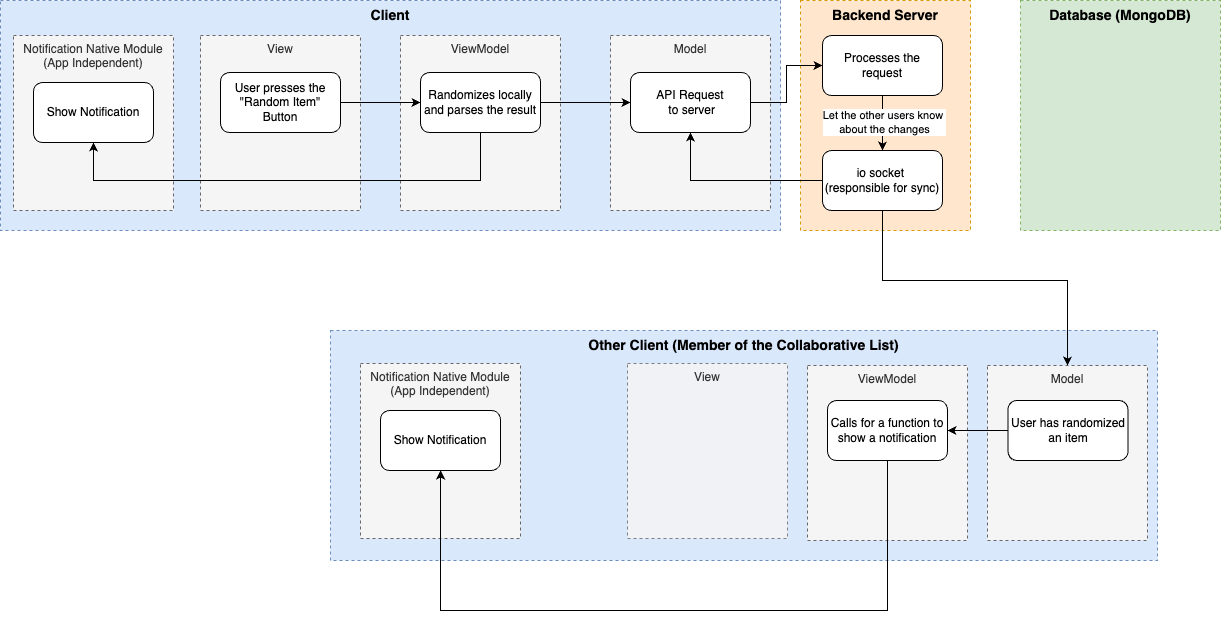 Client
Notification Native Module
(App Independent)
Show Notification
View
User presses the
"Random Item"
Button
ViewModel
Randomizes locally
and parses the result
Model
API Request
to server
Backend Server
Processes the
request
Let the other users know
about the changes
io socket
(responsible for sync)
Database (MongoDB)
Other Client (Member of the Collaborative List)
Notification Native Module
(App Independent)
Show Notification
View
ViewModel
Calls for a function to
show a notification
Model
User has randomized
an item